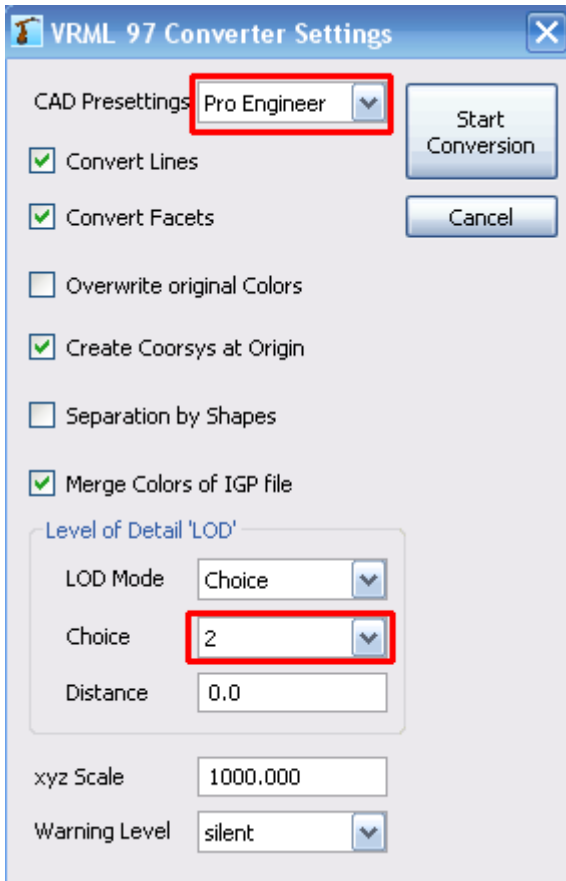 VRML 97 Converter Settings
CAD Presettings Pro Engineer
Start
Conversion
Convert Lines
Convert Facets
Cancel
Overwrite original Colors
Create Coorsys at Origin
Separation by Shapes
Merge Colors of IGP file
Level of Detail 'LOD'
LOD Mode Choice
Choice 2
Distance 0.0
xyz Scale 1000.000
Warning Level silent